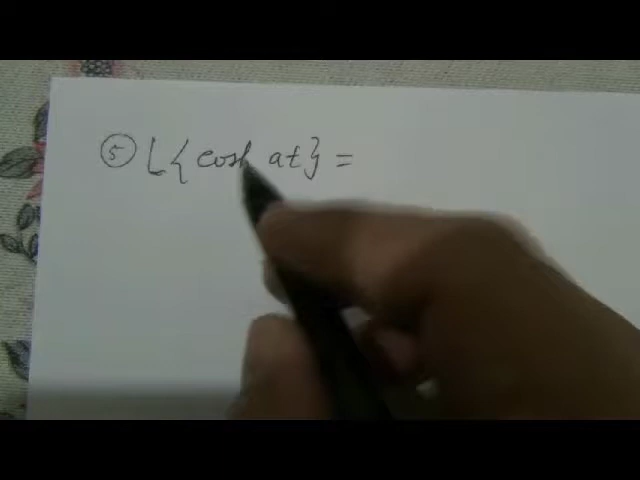 ⑤ L{cosh at} =